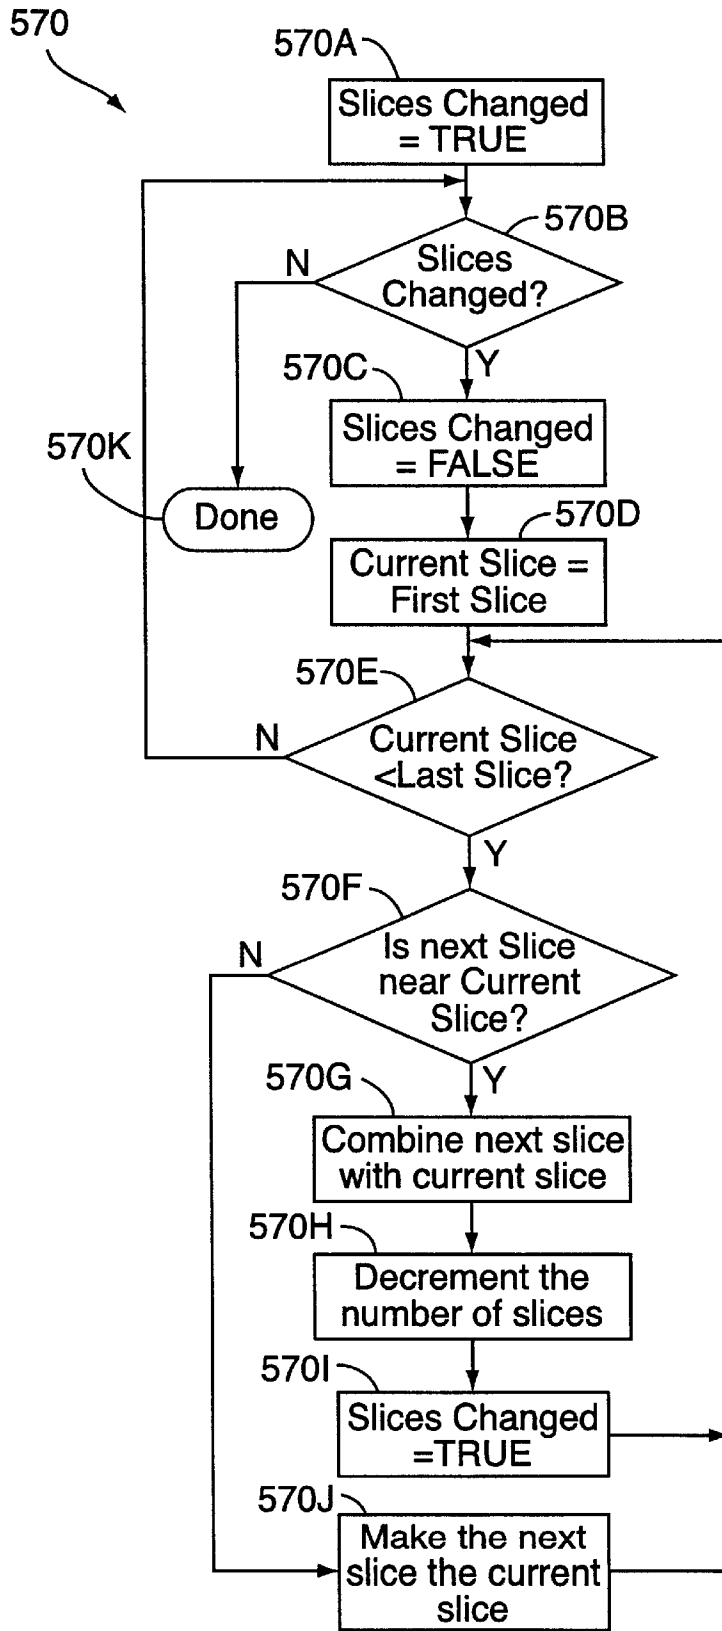 570
570A
Slices Changed
= TRUE
570B
N
Slices
Changed?
Y
570C
Slices Changed
= FALSE
570K
Done
570D
Current Slice =
First Slice
570E
N
Current Slice
<Last Slice?
Y
570F
N
Is next Slice
near Current
Slice?
Y
570G
Combine next slice
with current slice
570H
Decrement the
number of slices
570I
Slices Changed
=TRUE
570J
Make the next
slice the current
slice